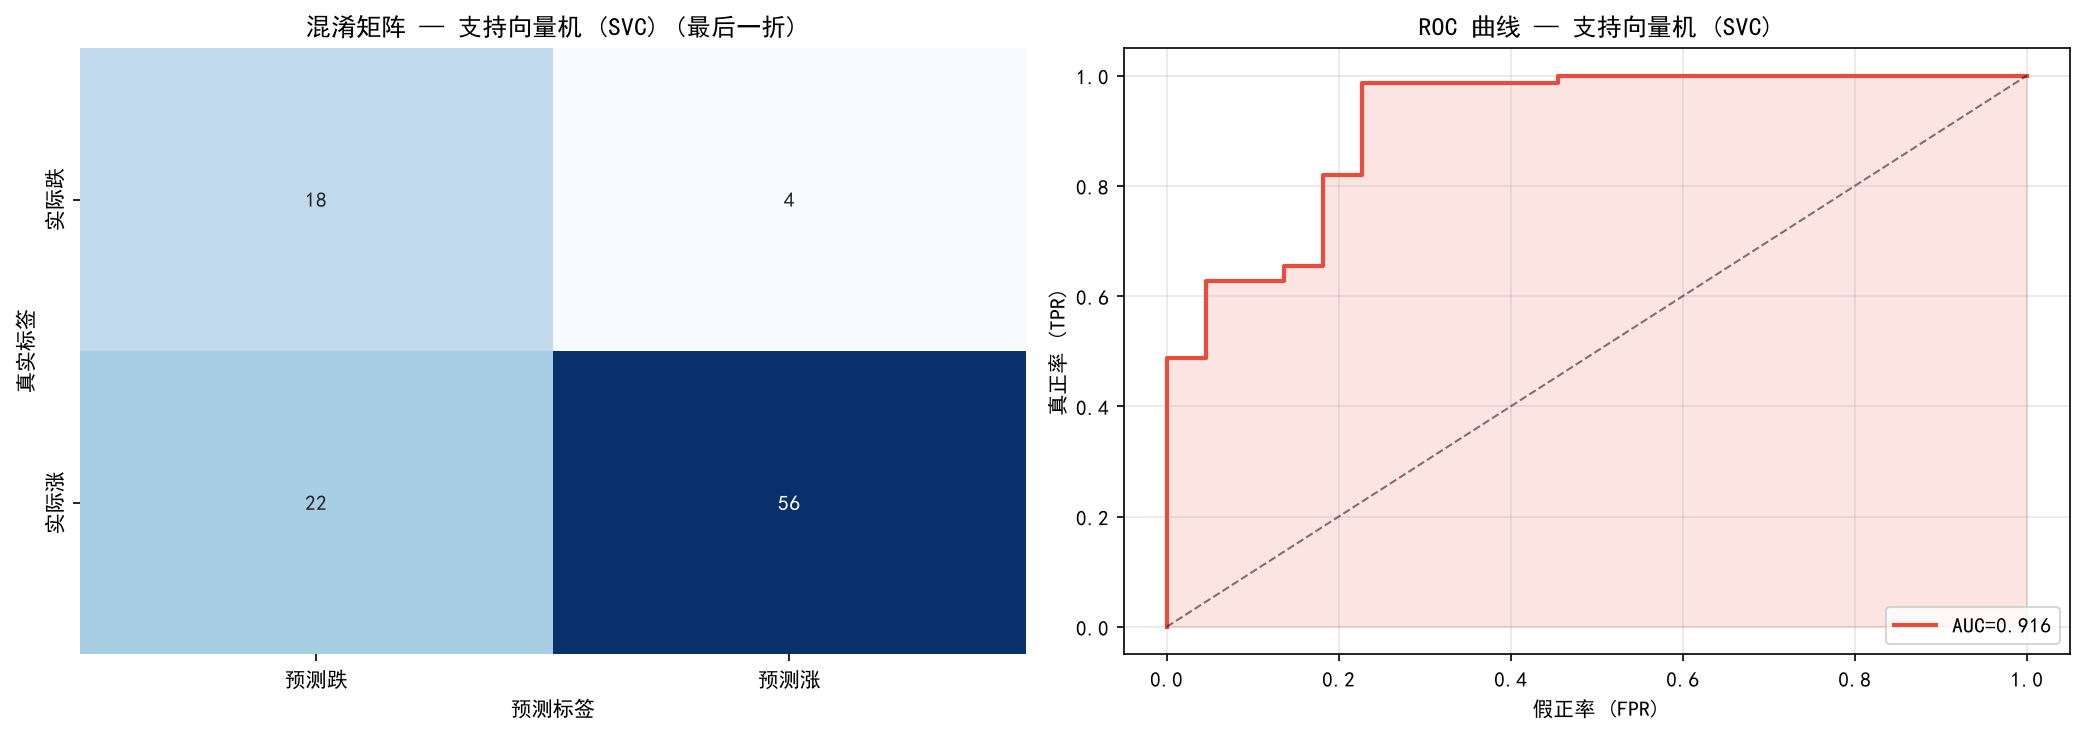 混淆矩阵 — 支持向量机 (SVC) (最后一折)
真实标签
实际跌
实际涨
18
4
22
56
预测跌
预测涨
预测标签
ROC 曲线 — 支持向量机 (SVC)
真正率 (TPR)
1.0
0.8
0.6
0.4
0.2
0.0
AUC=0.916
0.0
0.2
0.4
0.6
0.8
1.0
假正率 (FPR)